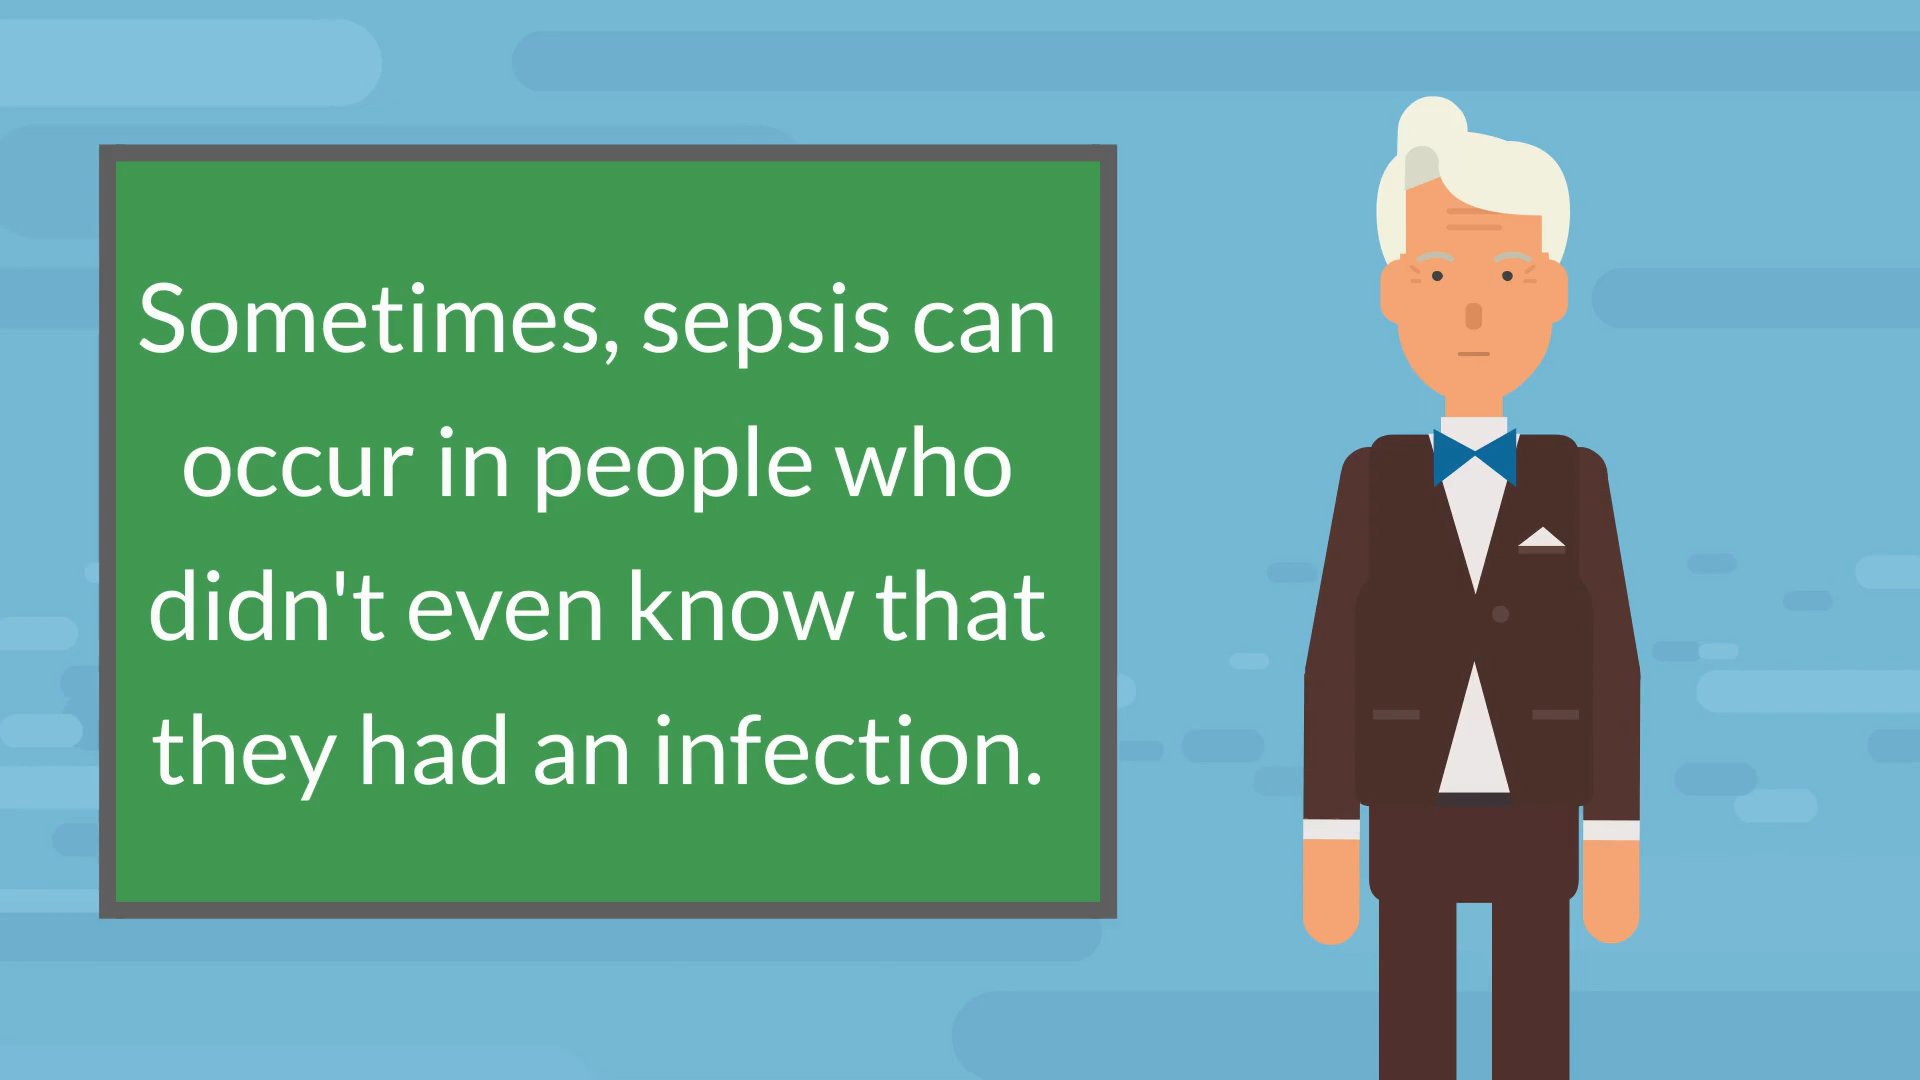 Sometimes, sepsis can
occur in people who
didn't even know that
they had an infection.